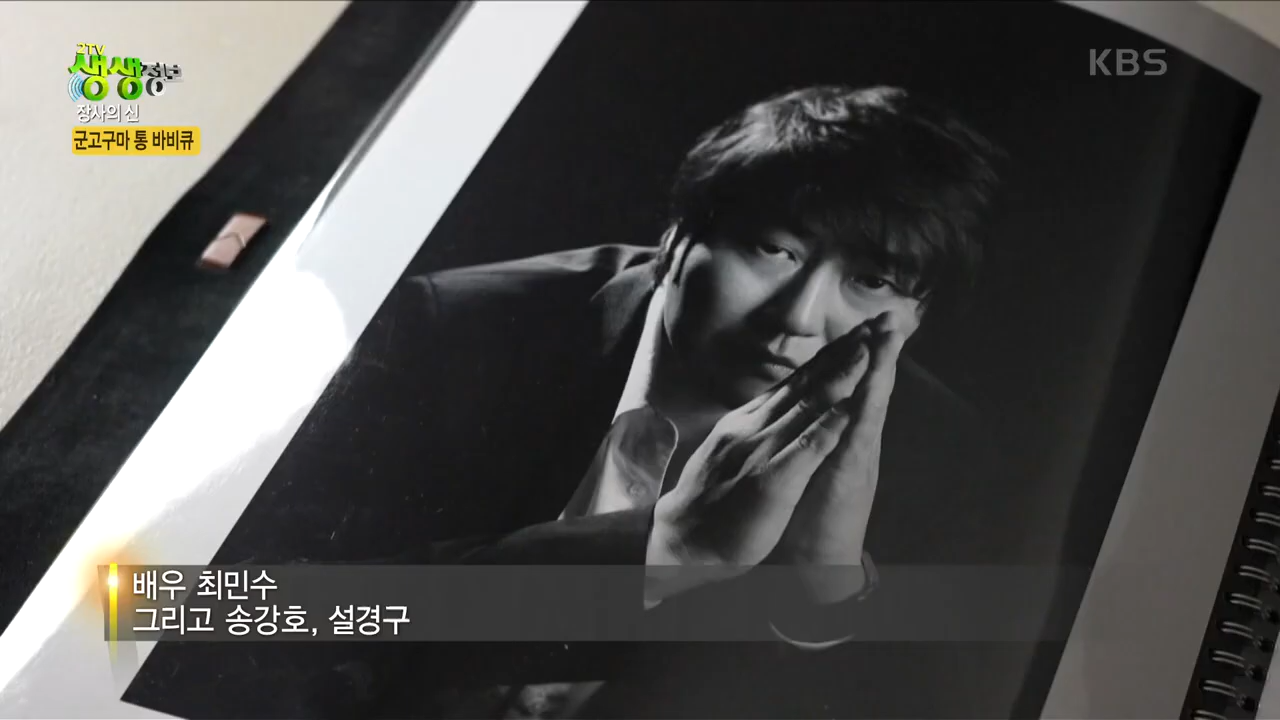 2TV
생생정보
장사의 신
군고구마 통 바비큐
KBS
배우 최민수
그리고 송강호, 설경구